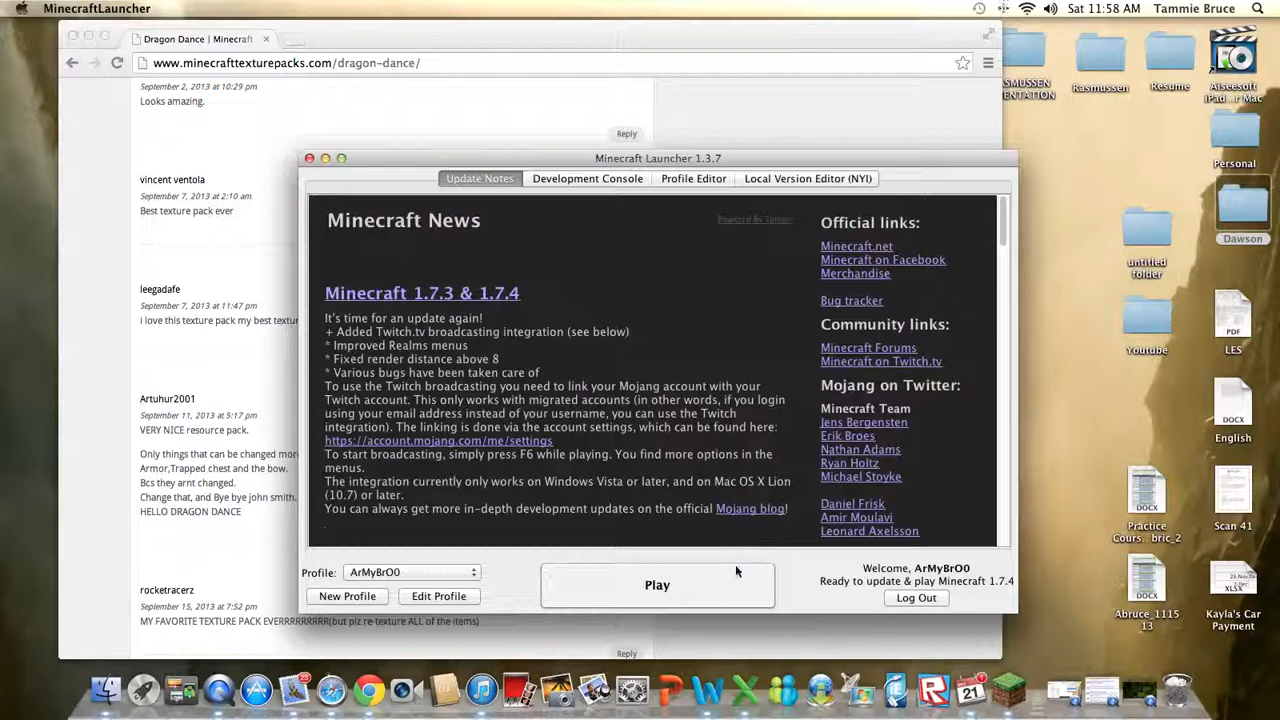 MinecraftLauncher
Sat 11:58 AM
Tammie Bruce
Dragon Dance | Minecraft
www.minecrafttexturepacks.com/dragon-dance/
September 2, 2013 at 10:29 pm
Looks amazing.
Reply
vincent ventola
September 7, 2013 at 2:10 am
Best texture pack ever
leegadafe
September 7, 2013 at 11:47 pm
i love this texture pack my best textur
Artuhur2001
September 11, 2013 at 5:17 pm
VERY NICE resource pack.
Only things that can be changed more
Armor,Trapped chest and the bow.
Bcs they arnt changed.
Change that, and Bye bye john smith.
HELLO DRAGON DANCE
rocketracerz
September 15, 2013 at 7:52 pm
MY FAVORITE TEXTURE PACK EVERRRRRRRRR(but plz re-texture ALL of the items)
Reply
Minecraft Launcher 1.3.7
Update Notes
Development Console
Profile Editor
Local Version Editor (NYI)
Minecraft News
Powered by Tumblr
Minecraft 1.7.3 & 1.7.4
It's time for an update again!
+ Added Twitch.tv broadcasting integration (see below)
* Improved Realms menus
* Fixed render distance above 8
* Various bugs have been taken care of
To use the Twitch broadcasting you need to link your Mojang account with your
Twitch account. This only works with migrated accounts (in other words, if you login
using your email address instead of your username, you can use the Twitch
integration). The linking is done via the account settings, which can be found here:
https://account.mojang.com/me/settings
To start broadcasting, simply press F6 while playing. You find more options in the
menus.
The integration currently only works on Windows Vista or later, and on Mac OS X Lion
(10.7) or later.
You can always get more in-depth development updates on the official Mojang blog!
Official links:
Minecraft.net
Minecraft on Facebook
Merchandise
Bug tracker
Community links:
Minecraft Forums
Minecraft on Twitch.tv
Mojang on Twitter:
Minecraft Team
Jens Bergensten
Erik Broes
Nathan Adams
Ryan Holtz
Michael Stoyke
Daniel Frisk
Amir Moulavi
Leonard Axelsson
Profile:
ArMyBrO0
New Profile
Edit Profile
Play
Welcome, ArMyBrO0
Ready to update & play Minecraft 1.7.4
Log Out
Rasmussen
Resume
Aiseesoft
iPad...r Mac
Personal
Dawson
untitled
folder
Youtube
PDF
LES
DOCX
English
DOCX
Practice
Cours...bric_2
Scan 41
DOCX
Abruce_1115
13
XLSX
Kayla's Car
Payment
23
21